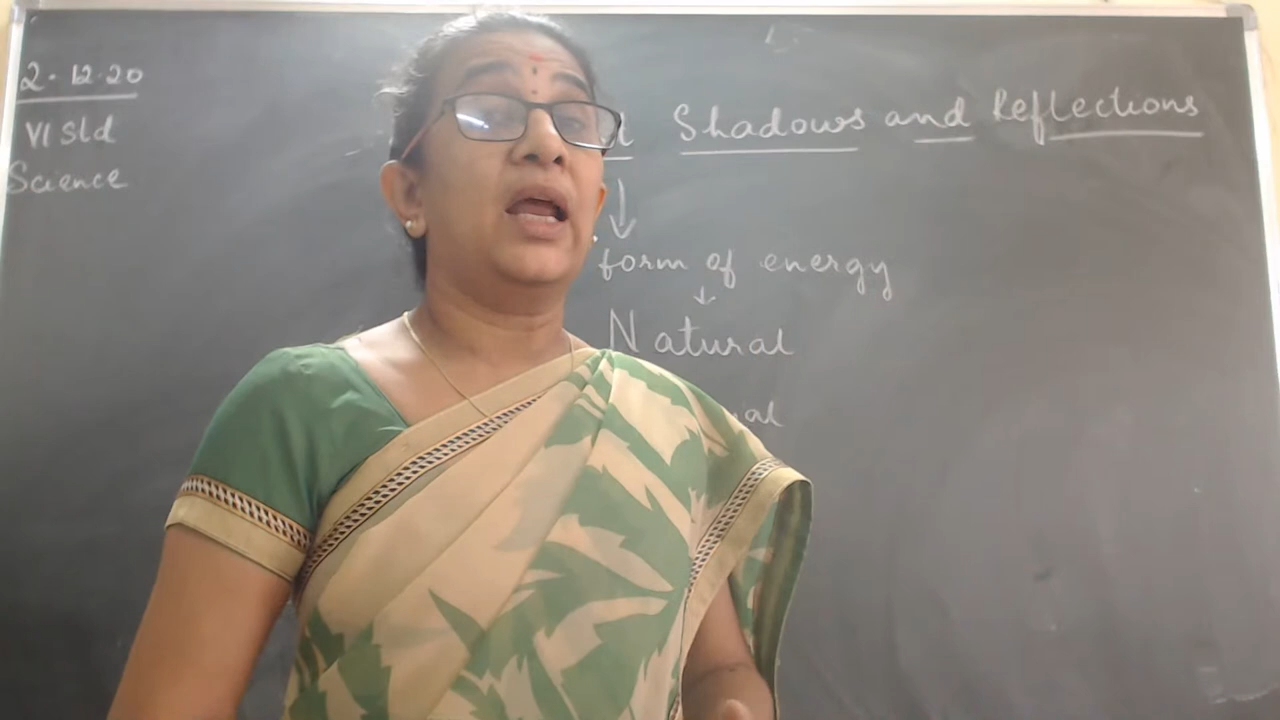 2.12.20
VI Std
Science
Shadows and Reflections
form of energy
Natural